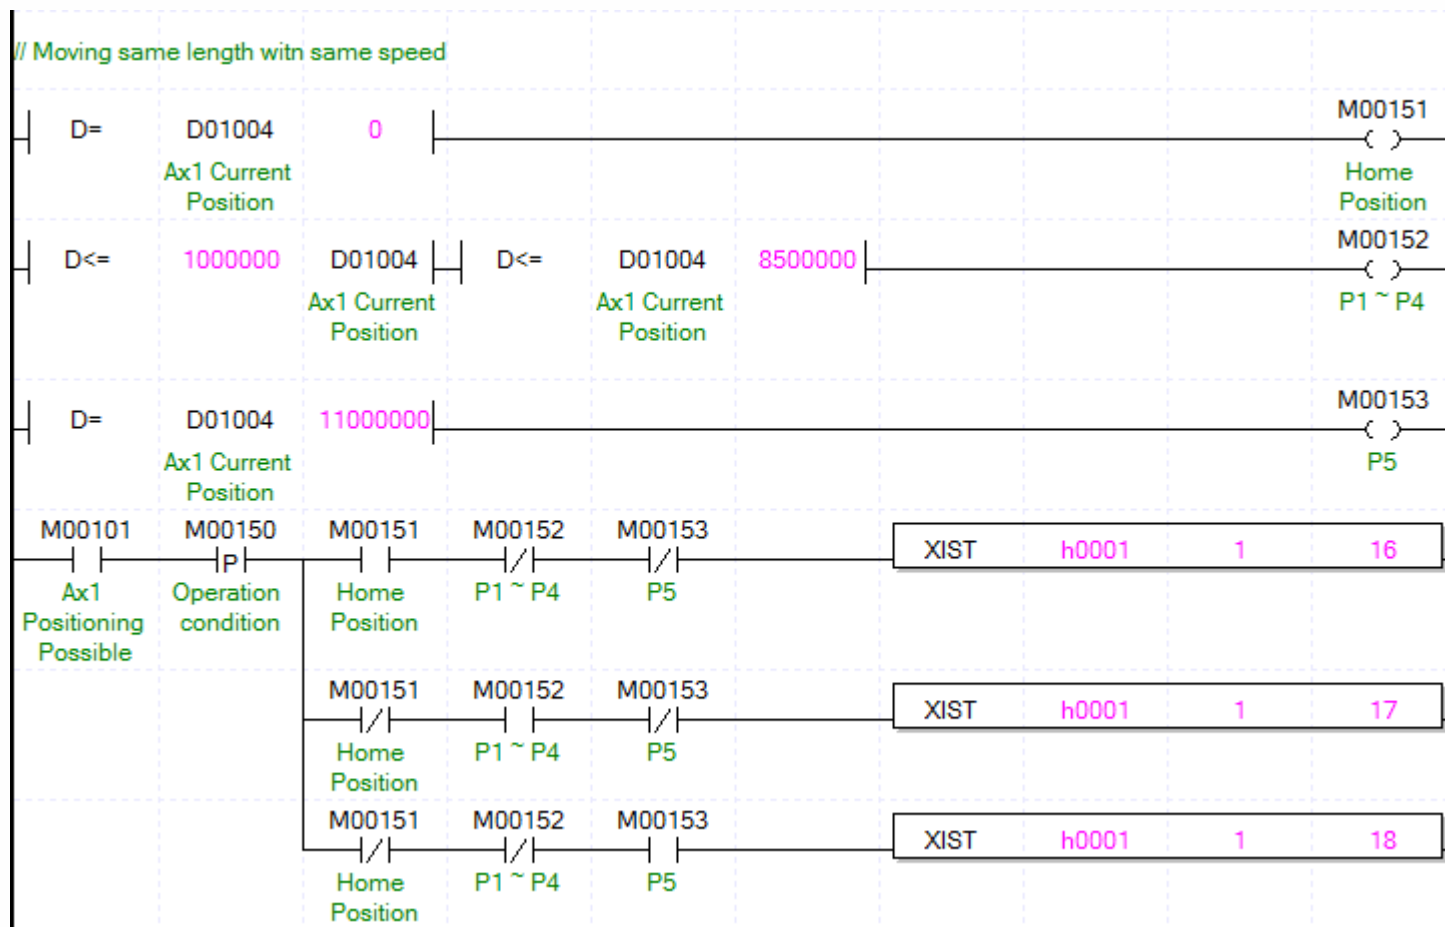 // Moving same length witn same speed
M00151
D= D01004 0
( )
Ax1 Current Position
Home Position
M00152
D<= 1000000 D01004 D<= D01004 8500000
( )
Ax1 Current Position
Ax1 Current Position
P1 ~ P4
M00153
D= D01004 11000000
( )
Ax1 Current Position
P5
M00101 M00150 M00151 M00152 M00153
P
XIST h0001 1 16
Ax1 Positioning Possible
Operation condition
Home Position
P1 ~ P4
P5
M00151 M00152 M00153
XIST h0001 1 17
Home Position
P1 ~ P4
P5
M00151 M00152 M00153
XIST h0001 1 18
Home Position
P1 ~ P4
P5